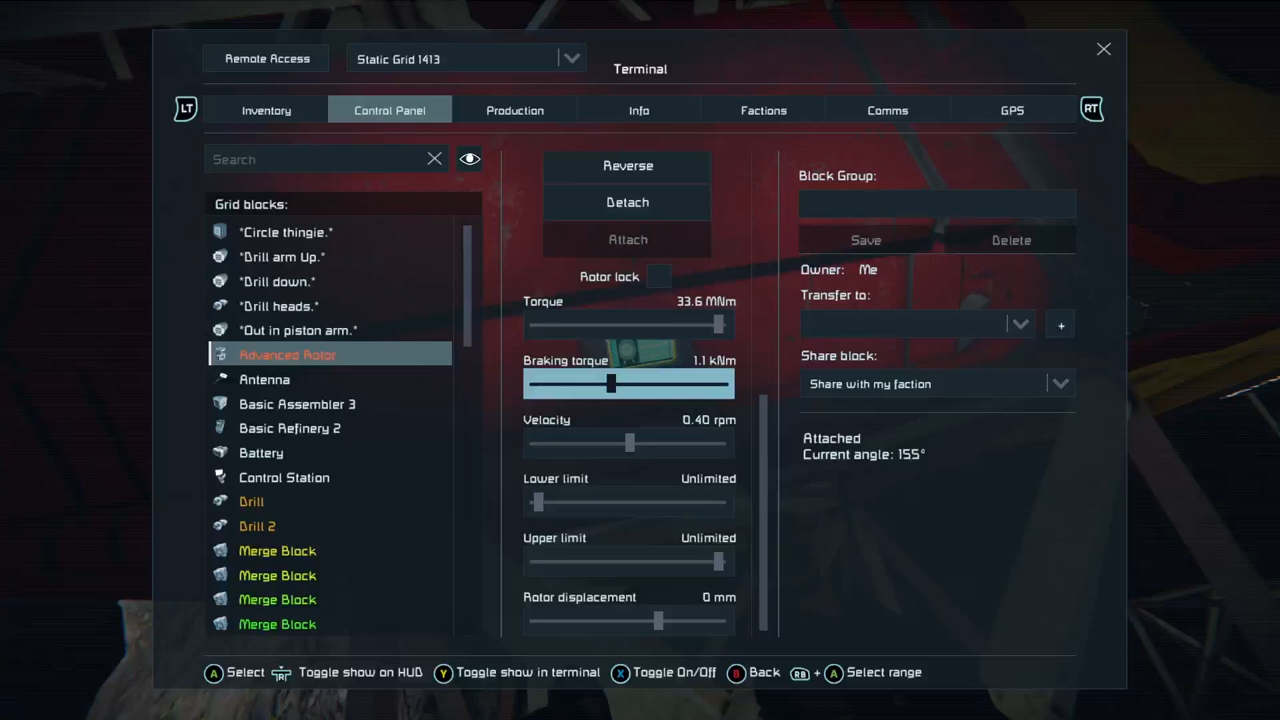 Remote Access
Static Grid 1413
Terminal
LT
Inventory
Control Panel
Production
Info
Factions
Comms
GPS
RT
Search
Grid blocks:
*Circle thingie.*
*Drill arm Up.*
*Drill down.*
*Drill heads.*
*Out in piston arm.*
Advanced Rotor
Antenna
Basic Assembler 3
Basic Refinery 2
Battery
Control Station
Drill
Drill 2
Merge Block
Merge Block
Merge Block
Merge Block
Reverse
Detach
Attach
Rotor lock
Torque 33.6 MNm
Braking torque 1.1 kNm
Velocity 0.40 rpm
Lower limit Unlimited
Upper limit Unlimited
Rotor displacement 0 mm
Block Group:
Save Delete
Owner: Me
Transfer to:
+
Share block:
Share with my faction
Attached
Current angle: 155°
A Select Toggle show on HUD Y Toggle show in terminal X Toggle On/Off B Back RB + A Select range